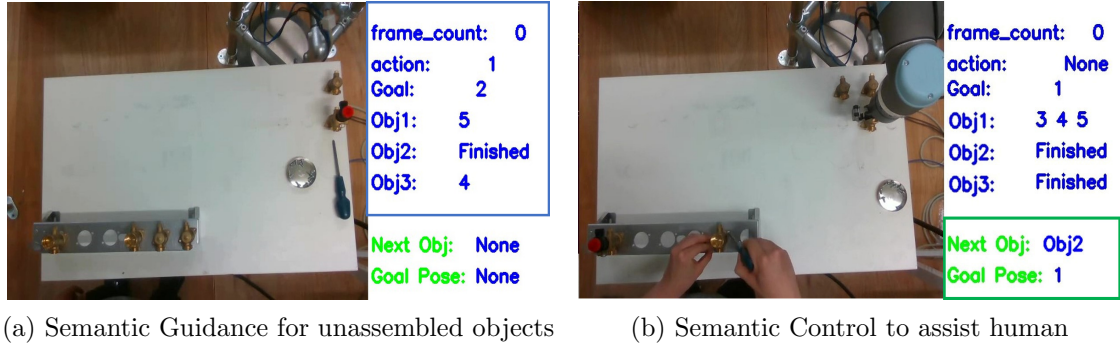 frame_count: 0
action: 1
Goal: 2
Obj1: 5
Obj2: Finished
Obj3: 4
Next Obj: None
Goal Pose: None
(a) Semantic Guidance for unassembled objects
frame_count: 0
action: None
Goal: 1
Obj1: 3 4 5
Obj2: Finished
Obj3: Finished
Next Obj: Obj2
Goal Pose: 1
(b) Semantic Control to assist human